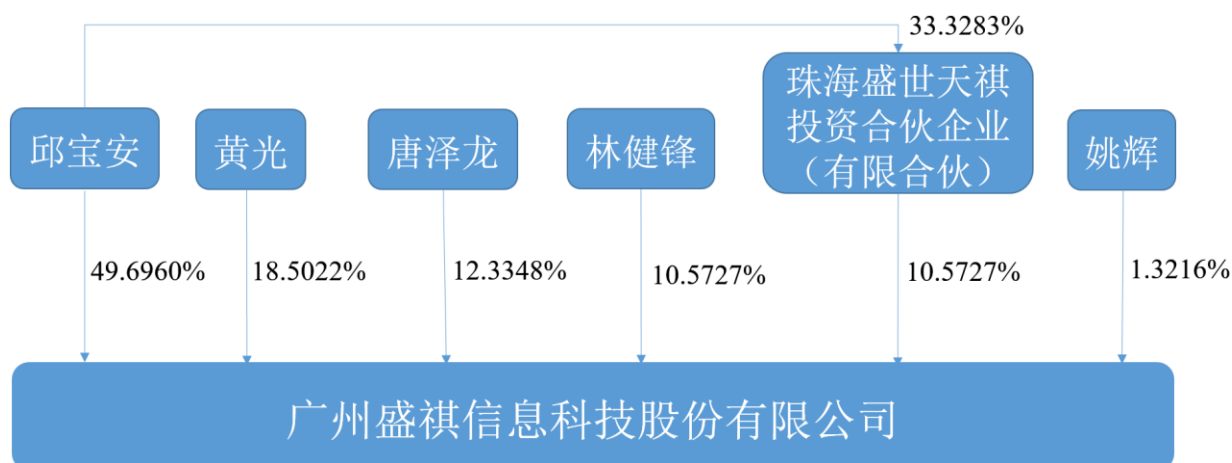 33.3283%
邱宝安
黄光
唐泽龙
林健锋
珠海盛世天祺
投资合伙企业
（有限合伙）
姚辉
49.6960%
18.5022%
12.3348%
10.5727%
10.5727%
1.3216%
广州盛祺信息科技股份有限公司